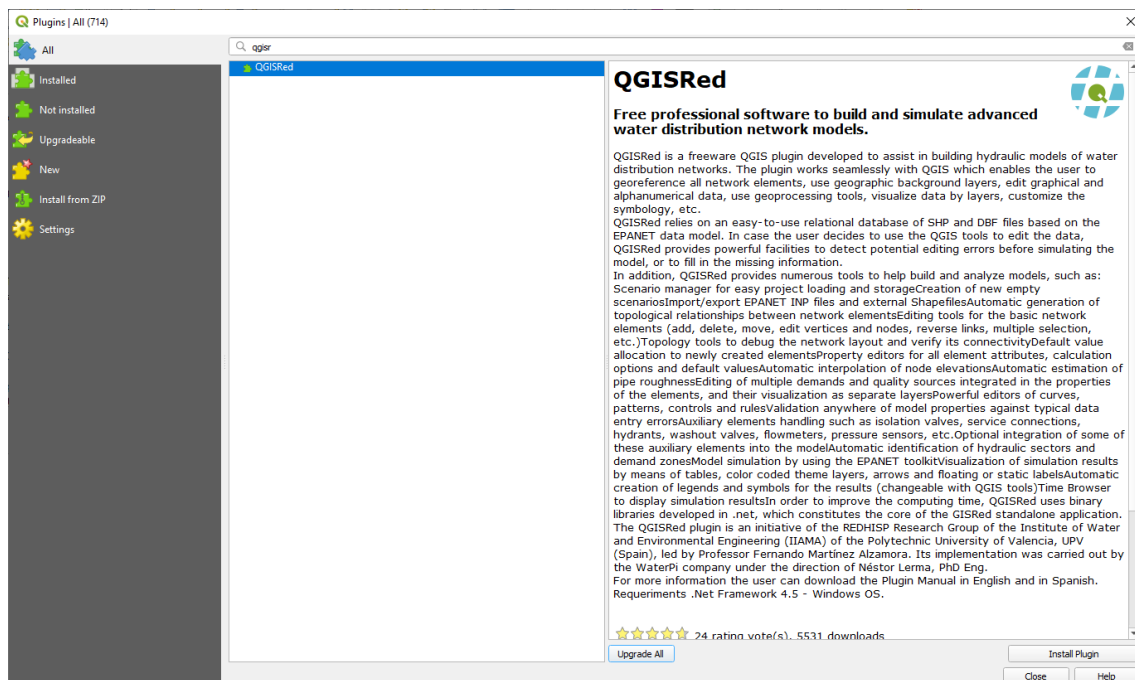 Plugins | All (714)
All
Installed
Not installed
Upgradeable
New
Install from ZIP
Settings
qgisr
QGISRed
QGISRed
Free professional software to build and simulate advanced
water distribution network models.
QGISRed is a freeware QGIS plugin developed to assist in building hydraulic models of water
distribution networks. The plugin works seamlessly with QGIS which enables the user to
georeference all network elements, use geographic background layers, edit graphical and
alphanumerical data, use geoprocessing tools, visualize data by layers, customize the
symbology, etc.
QGISRed relies on an easy-to-use relational database of SHP and DBF files based on the
EPANET data model. In case the user decides to use the QGIS tools to edit the data,
QGISRed provides powerful facilities to detect potential editing errors before simulating the
model, or to fill in the missing information.
In addition, QGISRed provides numerous tools to help build and analyze models, such as:
Scenario manager for easy project loading and storageCreation of new empty
scenariosImport/export EPANET INP files and external ShapefilesAutomatic generation of
topological relationships between network elementsEditing tools for the basic network
elements (add, delete, move, edit vertices and nodes, reverse links, multiple selection,
etc.)Topology tools to debug the network layout and verify its connectivityDefault value
allocation to newly created elementsProperty editors for all element attributes, calculation
options and default valuesAutomatic interpolation of node elevationsAutomatic estimation of
pipe roughnessEditing of multiple demands and quality sources integrated in the properties
of the elements, and their visualization as separate layersPowerful editors of curves,
patterns, controls and rulesValidation anywhere of model properties against typical data
entry errorsAuxiliary elements handling such as isolation valves, service connections,
hydrants, washout valves, flowmeters, pressure sensors, etc.Optional integration of some of
these auxiliary elements into the modelAutomatic identification of hydraulic sectors and
demand zonesModel simulation by using the EPANET toolkitVisualization of simulation results
by means of tables, color coded theme layers, arrows and floating or static labelsAutomatic
creation of legends and symbols for the results (changeable with QGIS tools)Time Browser
to display simulation resultsIn order to improve the computing time, QGISRed uses binary
libraries developed in .net, which constitutes the core of the GISRed standalone application.
The QGISRed plugin is an initiative of the REDHISP Research Group of the Institute of Water
and Environmental Engineering (IIAMA) of the Polytechnic University of Valencia, UPV
(Spain), led by Professor Fernando Martínez Alzamora. Its implementation was carried out by
the WaterPi company under the direction of Néstor Lerma, PhD Eng.
For more information the user can download the Plugin Manual in English and in Spanish.
Requeriments .Net Framework 4.5 - Windows OS.
24 rating vote(s), 5531 downloads
Upgrade All
Install Plugin
Close
Help